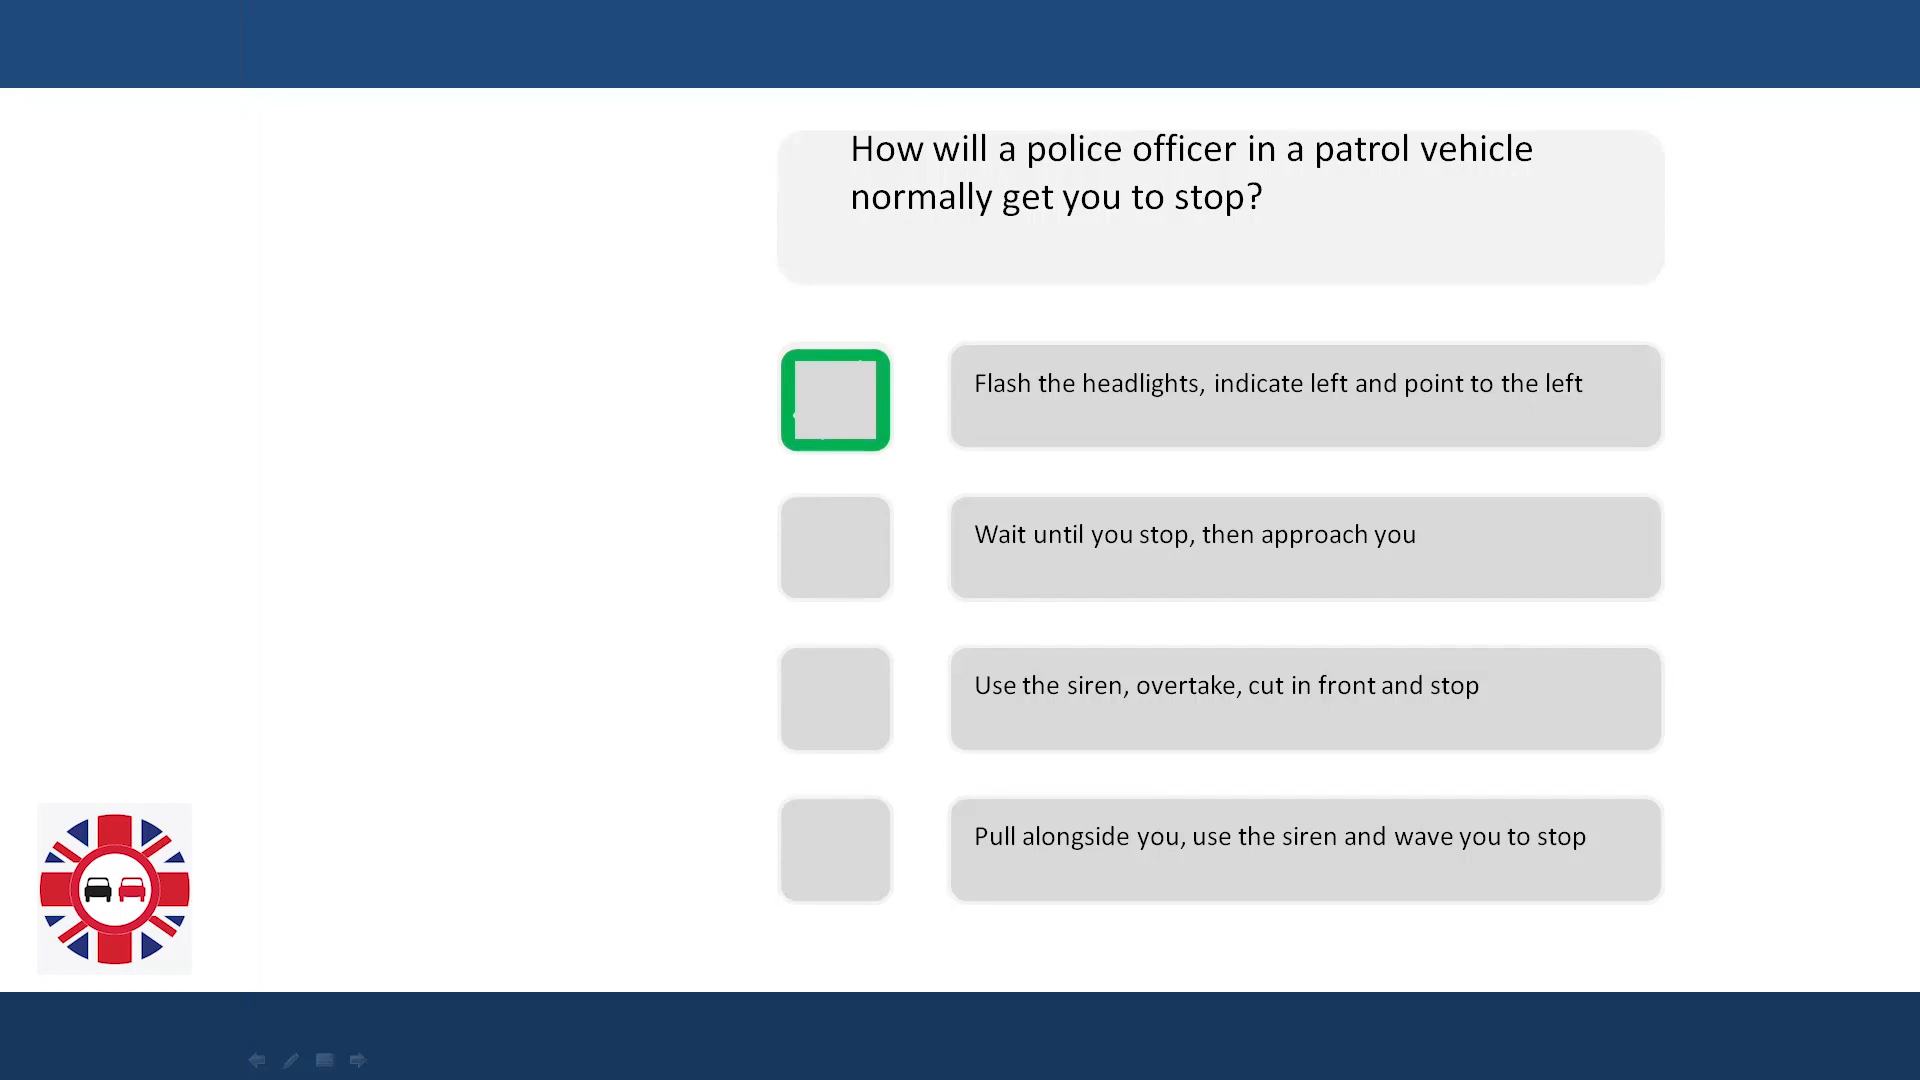 How will a police officer in a patrol vehicle
normally get you to stop?
Flash the headlights, indicate left and point to the left
Wait until you stop, then approach you
Use the siren, overtake, cut in front and stop
Pull alongside you, use the siren and wave you to stop